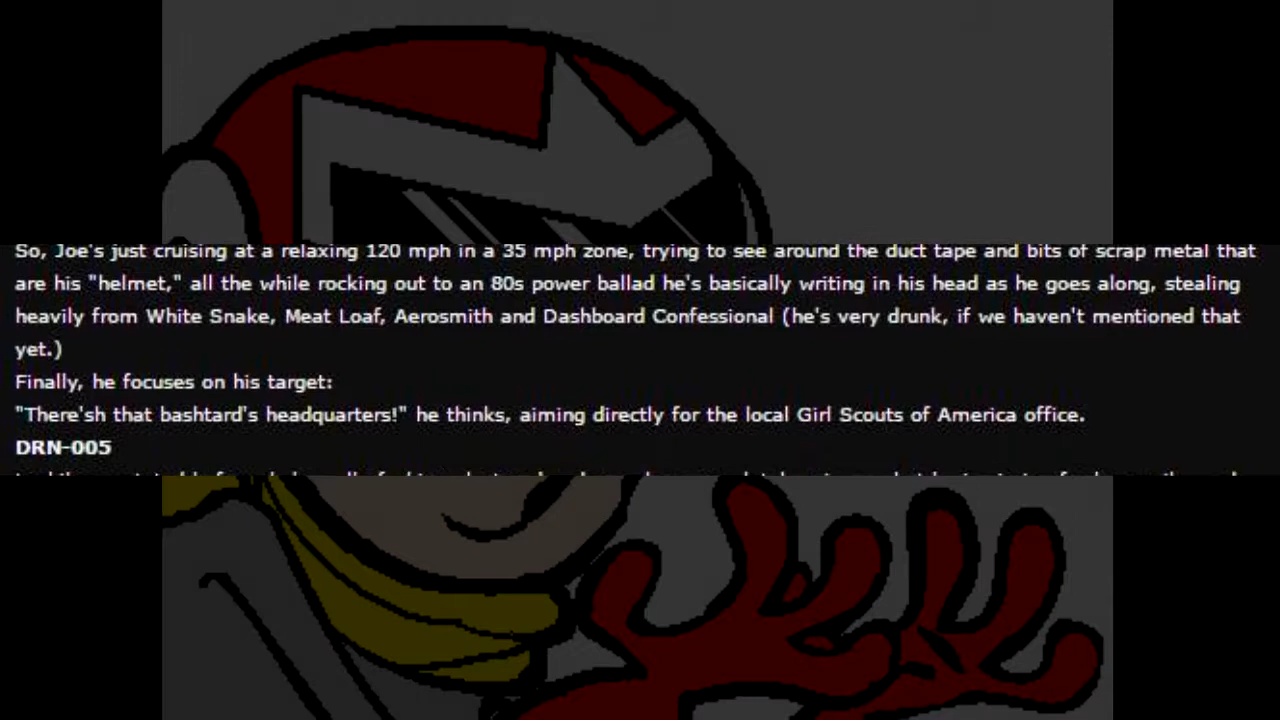 So, Joe's just cruising at a relaxing 120 mph in a 35 mph zone, trying to see around the duct tape and bits of scrap metal that
are his "helmet," all the while rocking out to an 80s power ballad he's basically writing in his head as he goes along, stealing
heavily from White Snake, Meat Loaf, Aerosmith and Dashboard Confessional (he's very drunk, if we haven't mentioned that
yet.)
Finally, he focuses on his target:
"There'sh that bashtard's headquarters!" he thinks, aiming directly for the local Girl Scouts of America office.
DRN-005